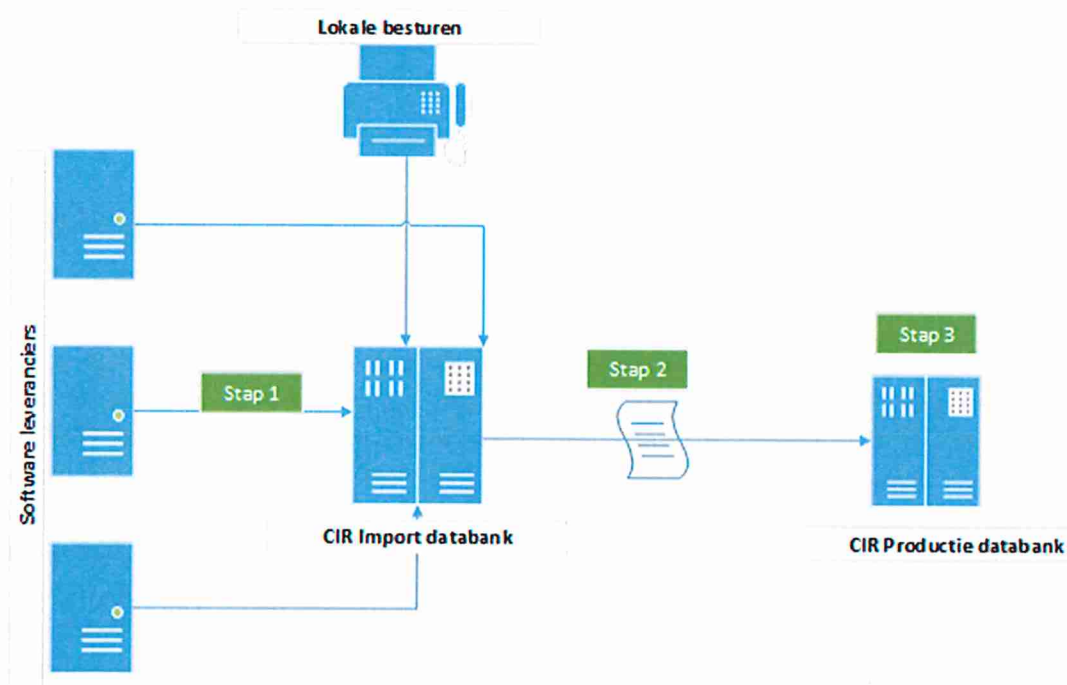 Lokale besturen
Software leveranciers
Stap 1
Stap 2
Stap 3
CIR Import databank
CIR Productie databank